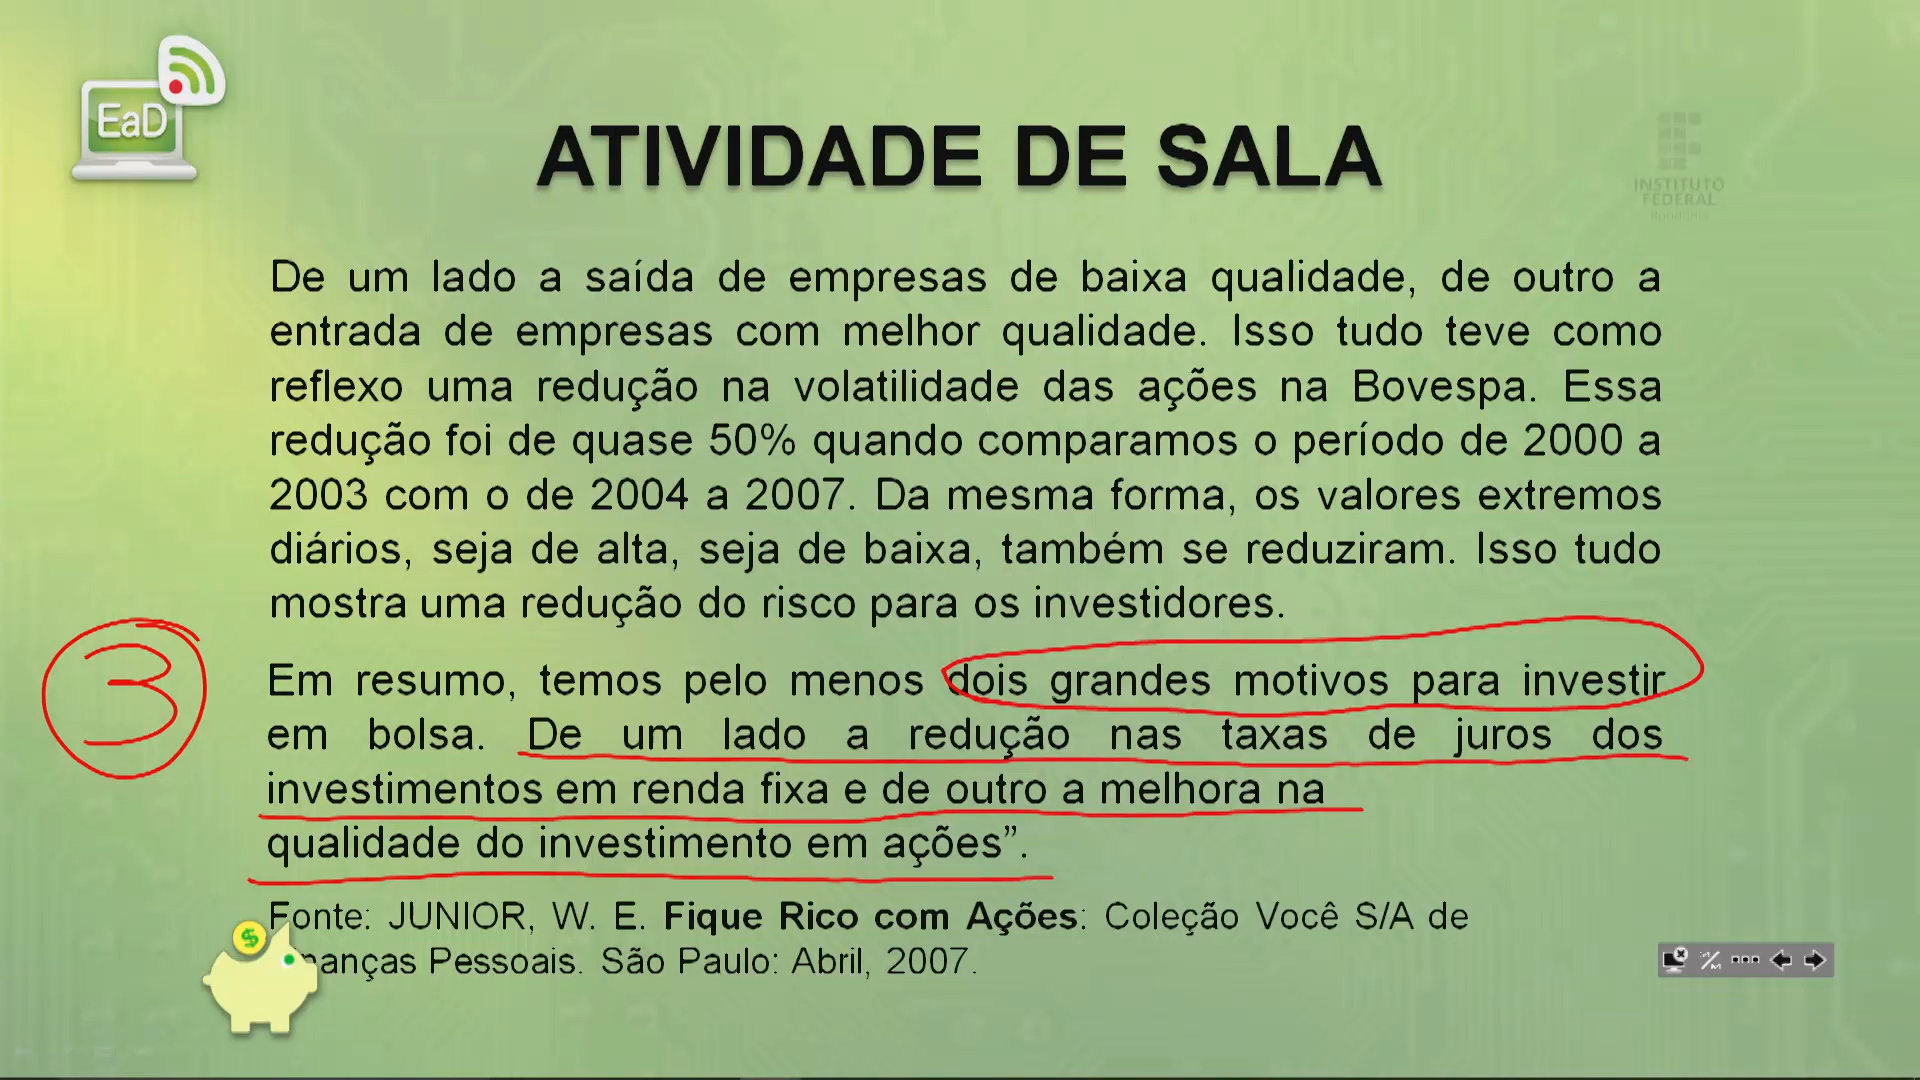 EaD
ATIVIDADE DE SALA
INSTITUTO
FEDERAL
Rondônia
De um lado a saída de empresas de baixa qualidade, de outro a
entrada de empresas com melhor qualidade. Isso tudo teve como
reflexo uma redução na volatilidade das ações na Bovespa. Essa
redução foi de quase 50% quando comparamos o período de 2000 a
2003 com o de 2004 a 2007. Da mesma forma, os valores extremos
diários, seja de alta, seja de baixa, também se reduziram. Isso tudo
mostra uma redução do risco para os investidores.
3
Em resumo, temos pelo menos dois grandes motivos para investir
em bolsa. De um lado a redução nas taxas de juros dos
investimentos em renda fixa e de outro a melhora na
qualidade do investimento em ações”.
Fonte: JUNIOR, W. E. Fique Rico com Ações: Coleção Você S/A de
Finanças Pessoais. São Paulo: Abril, 2007.
$